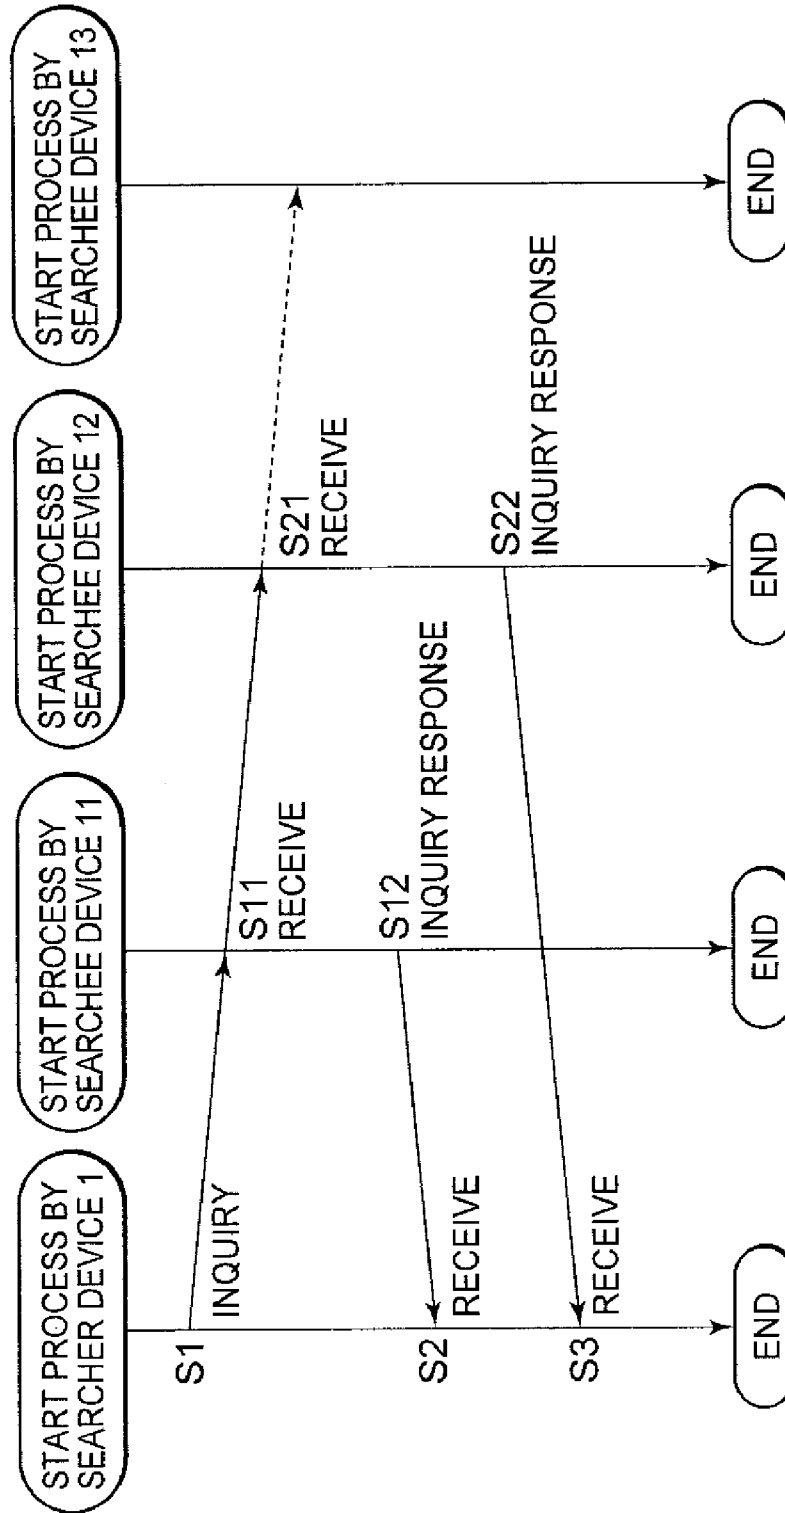 START PROCESS BY
SEARCHER DEVICE 1
START PROCESS BY
SEARCHEE DEVICE 11
START PROCESS BY
SEARCHEE DEVICE 12
START PROCESS BY
SEARCHEE DEVICE 13
S1
INQUIRY
S11
RECEIVE
S21
RECEIVE
S12
INQUIRY RESPONSE
S2
RECEIVE
S22
INQUIRY RESPONSE
S3
RECEIVE
END
END
END
END